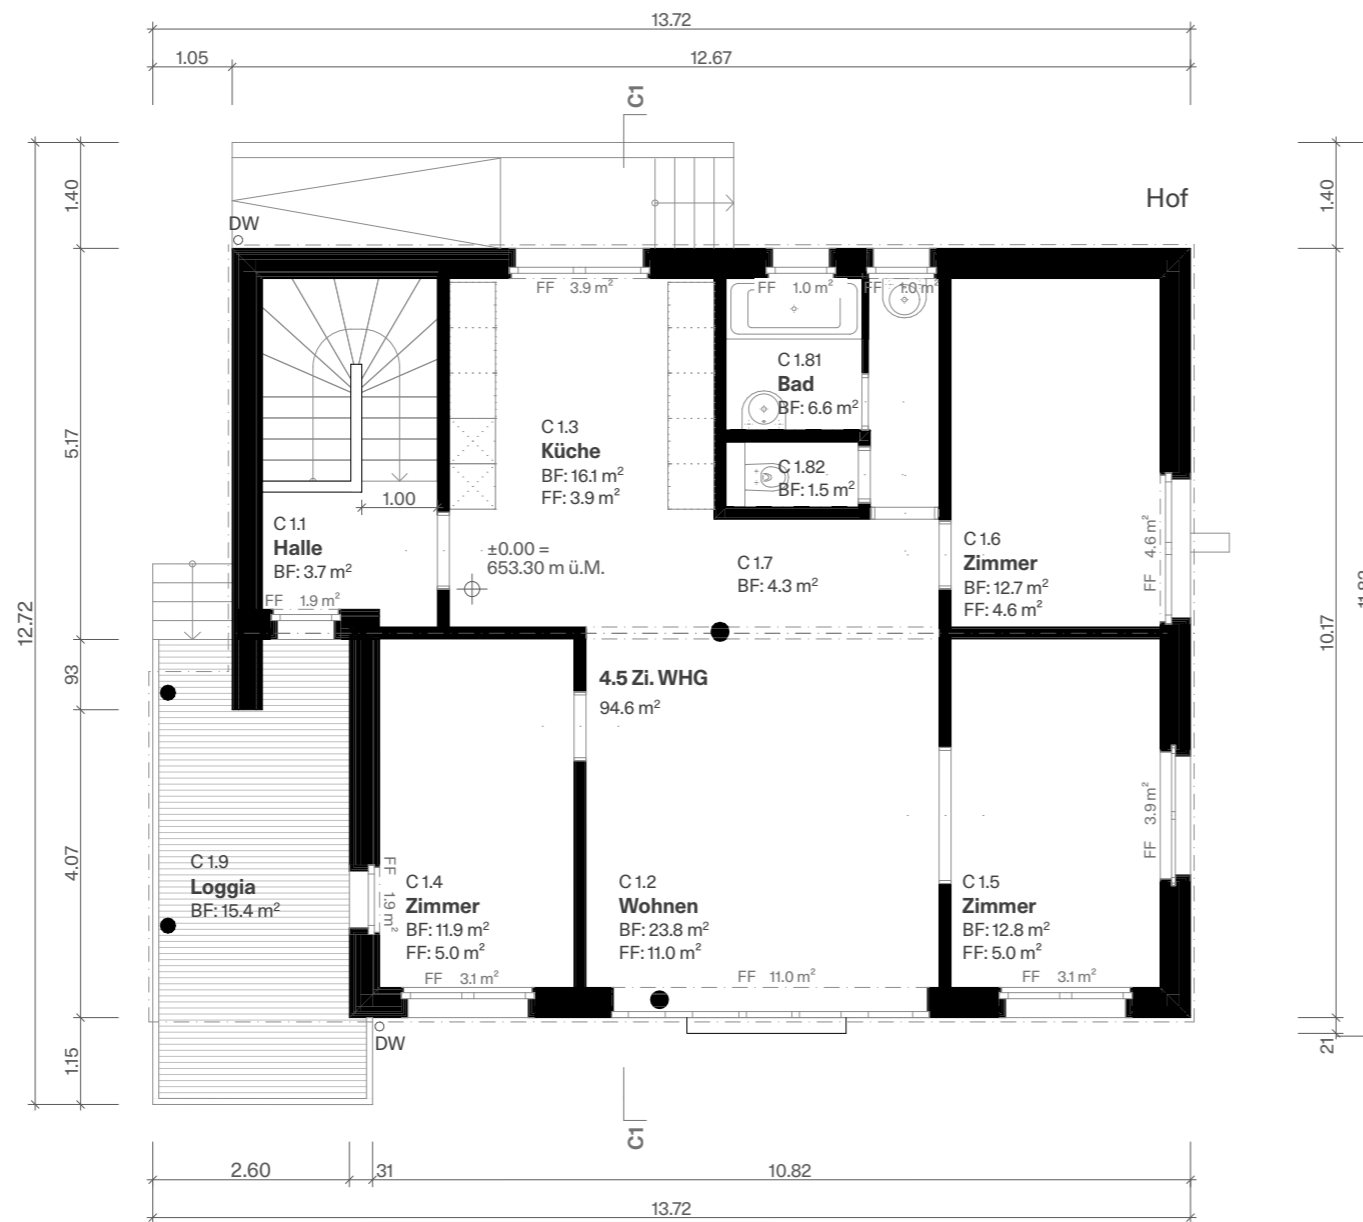 13.72
1.05
12.67
C1
1.40
1.40
Hof
DW
FF 3.9 m²
FF 1.0 m²
FF 1.0 m²
C 1.81
Bad
BF: 6.6 m²
C 1.3
Küche
BF: 16.1 m²
FF: 3.9 m²
5.17
C 1.82
BF: 1.5 m²
1.00
C 1.1
Halle
BF: 3.7 m²
±0.00 =
653.30 m ü.M.
C 1.7
BF: 4.3 m²
C 1.6
Zimmer
BF: 12.7 m²
FF: 4.6 m²
FF 4.6 m²
FF 1.9 m²
12.72
10.17
93
4.5 Zi. WHG
94.6 m²
FF 3.9 m²
4.07
C 1.9
Loggia
BF: 15.4 m²
FF 1.9 m²
C 1.4
Zimmer
BF: 11.9 m²
FF: 5.0 m²
C 1.2
Wohnen
BF: 23.8 m²
FF: 11.0 m²
C 1.5
Zimmer
BF: 12.8 m²
FF: 5.0 m²
FF 3.1 m²
FF 11.0 m²
FF 3.1 m²
DW
21
1.15
C1
2.60
31
10.82
13.72